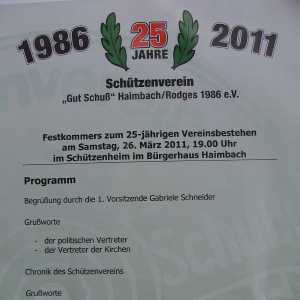 1986 25 2011
JAHRE
Schützenverein
„Gut Schuß“ Haimbach/Rodges 1986 e.V.
Festkommers zum 25-jährigen Vereinsbestehen
am Samstag, 26. März 2011, 19.00 Uhr
im Schützenheim im Bürgerhaus Haimbach
Programm
Begrüßung durch die 1. Vorsitzende Gabriele Schneider
Grußworte
- der politischen Vertreter
- der Vertreter der Kirchen
Chronik des Schützenvereins
Grußworte